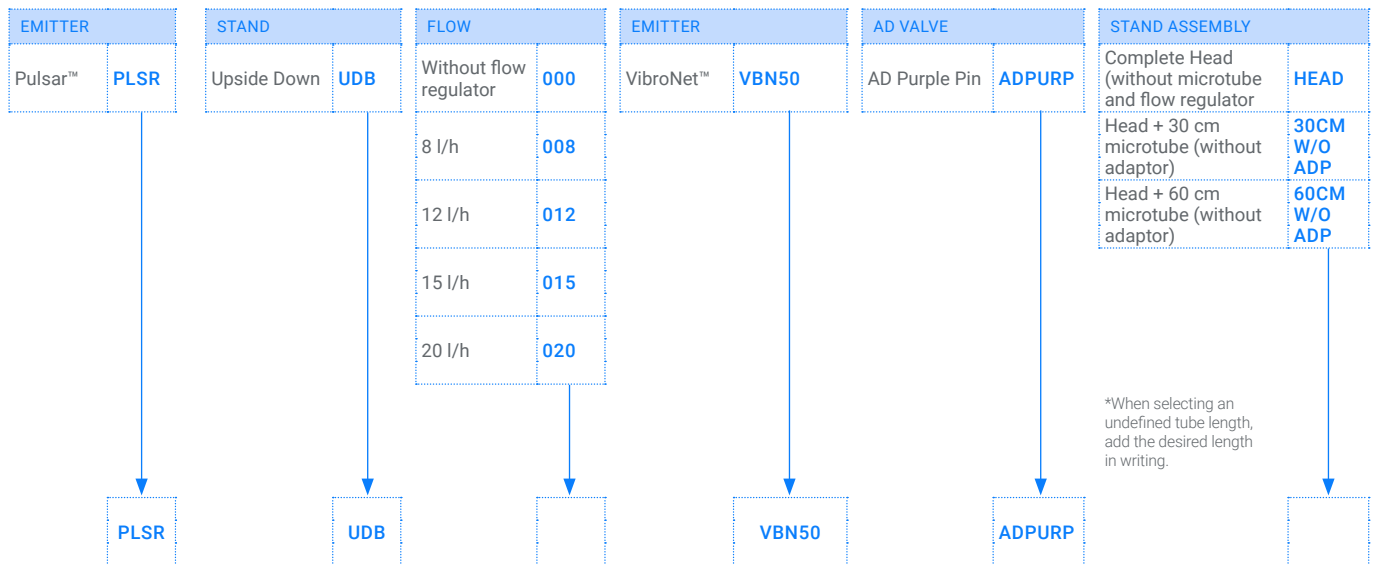 EMITTER
Pulsar™ PLSR
STAND
Upside Down UDB
FLOW
Without flow
regulator
000
8 l/h 008
12 l/h 012
15 l/h 015
20 l/h 020
EMITTER
VibroNet™ VBN50
AD VALVE
AD Purple Pin ADPURP
STAND ASSEMBLY
Complete Head
(without microtube
and flow regulator
HEAD
Head + 30 cm
microtube (without
adaptor)
30CM
W/O
ADP
Head + 60 cm
microtube (without
adaptor)
60CM
W/O
ADP
*When selecting an
undefined tube length,
add the desired length
in writing.
PLSR
UDB
VBN50
ADPURP